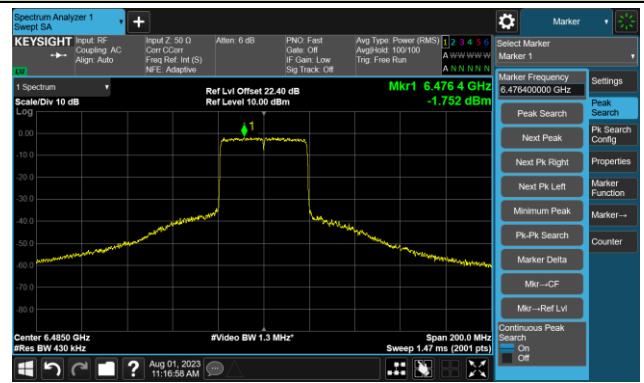 Spectrum Analyzer 1
Swept SA
Marker
KEYSIGHT
Input: RF
Coupling: AC
Align: Auto
Input Z: 50 Ω
Corr CCorr
Freq Ref: Int (S)
NFE: Adaptive
Atten: 6 dB
PNO: Fast
Gate: Off
IF Gain: Low
Sig Track: Off
Avg Type: Power (RMS)
Avg|Hold: 100/100
Trig: Free Run
1 2 3 4 5 6
A W W W W W
A N N N N N
LV
Select Marker
Marker 1
Marker Frequency
6.476400000 GHz
Settings
Peak Search
Next Peak
Next Pk Right
Next Pk Left
Minimum Peak
Pk-Pk Search
Marker Delta
Mkr→CF
Mkr→Ref Lvl
Continuous Peak
Search
On
Off
Peak
Search
Pk Search
Config
Properties
Marker
Function
Marker→
Counter
1 Spectrum
Scale/Div 10 dB
Log
Ref Lvl Offset 22.40 dB
Ref Level 10.00 dBm
Mkr1 6.476 4 GHz
-1.752 dBm
1
0.00
-10.0
-20.0
-30.0
-40.0
-50.0
-60.0
-70.0
-80.0
Center 6.4850 GHz
#Res BW 430 kHz
#Video BW 1.3 MHz*
Span 200.0 MHz
Sweep 1.47 ms (2001 pts)
Aug 01, 2023
11:16:58 AM